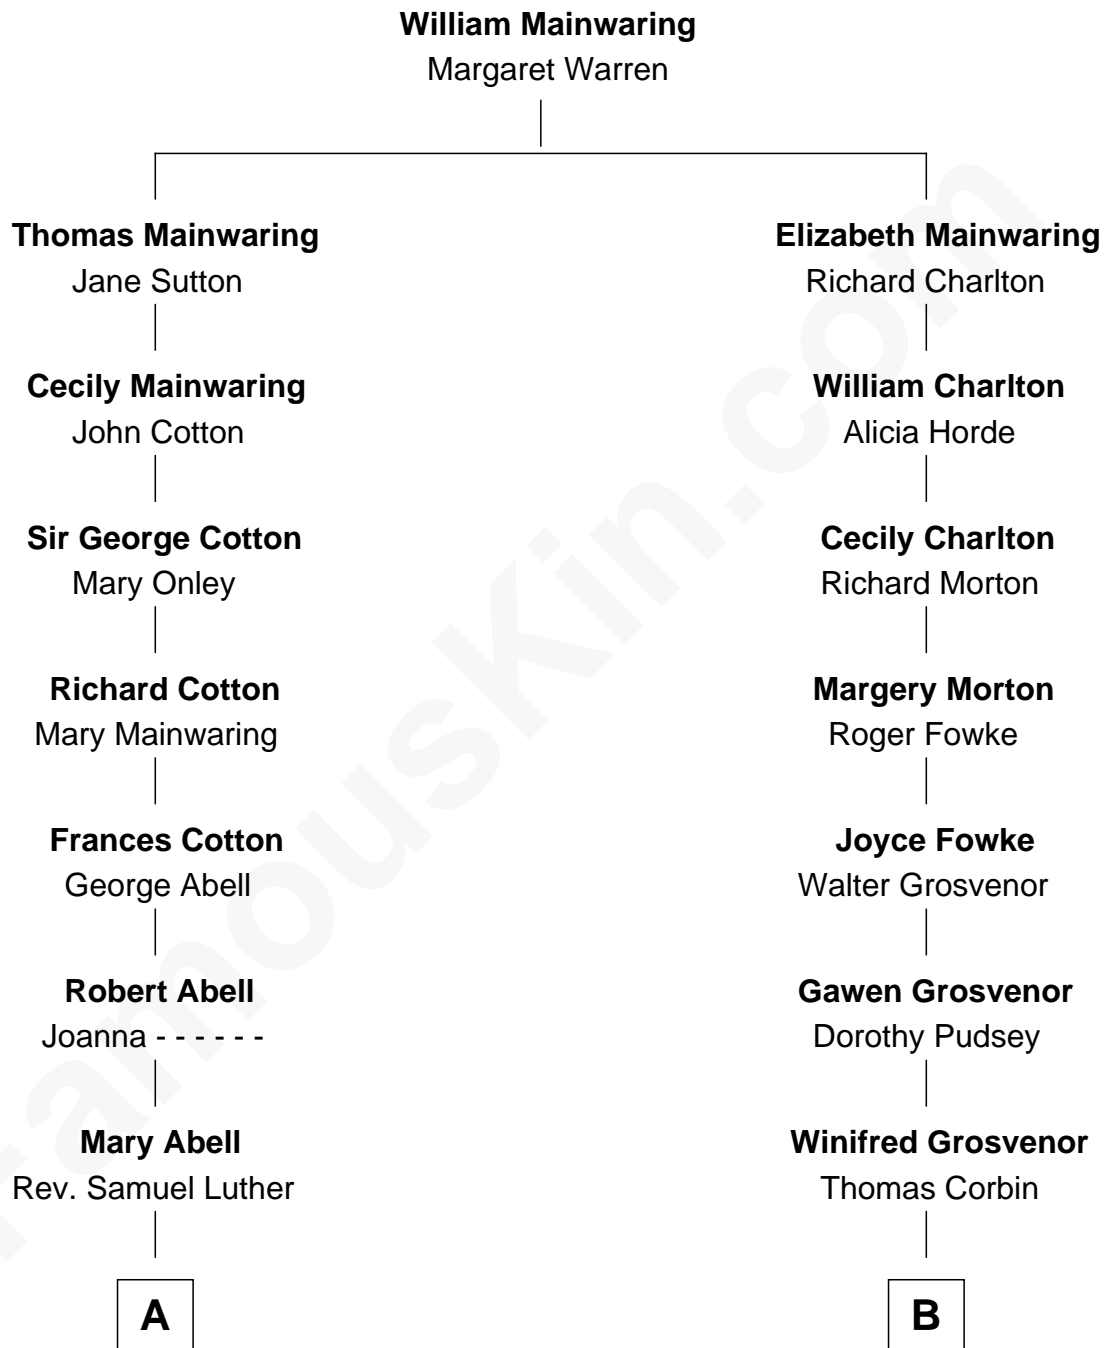 William Mainwaring
Margaret Warren
Thomas Mainwaring
Jane Sutton
Elizabeth Mainwaring
Richard Charlton
Cecily Mainwaring
John Cotton
William Charlton
Alicia Horde
Sir George Cotton
Mary Onley
Cecily Charlton
Richard Morton
Richard Cotton
Mary Mainwaring
Margery Morton
Roger Fowke
Frances Cotton
George Abell
Joyce Fowke
Walter Grosvenor
Robert Abell
Joanna - - - - - -
Gawen Grosvenor
Dorothy Pudsey
Mary Abell
Rev. Samuel Luther
Winifred Grosvenor
Thomas Corbin
A
B
FamousKin.com